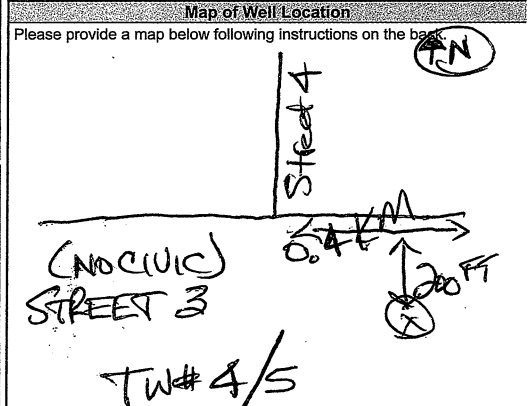 Map of Well Location
Please provide a map below following instructions on the back.
N
Street 4
0.4 KM
(NO CIVIC)
STREET 3
200 FT
X
TW# 4/5